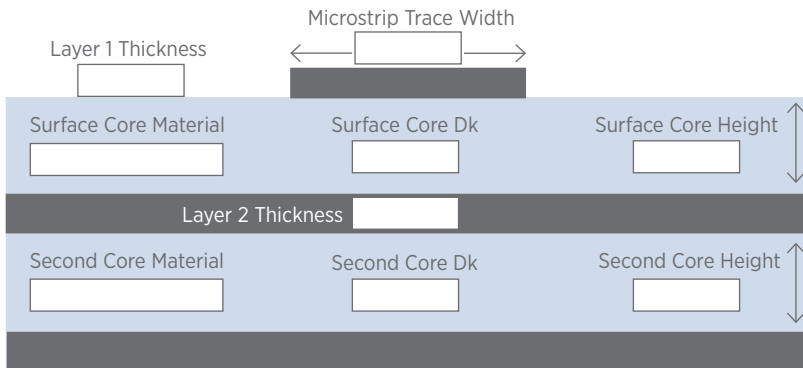 Microstrip Trace Width
Layer 1 Thickness
Surface Core Material
Surface Core Dk
Surface Core Height
Layer 2 Thickness
Second Core Material
Second Core Dk
Second Core Height